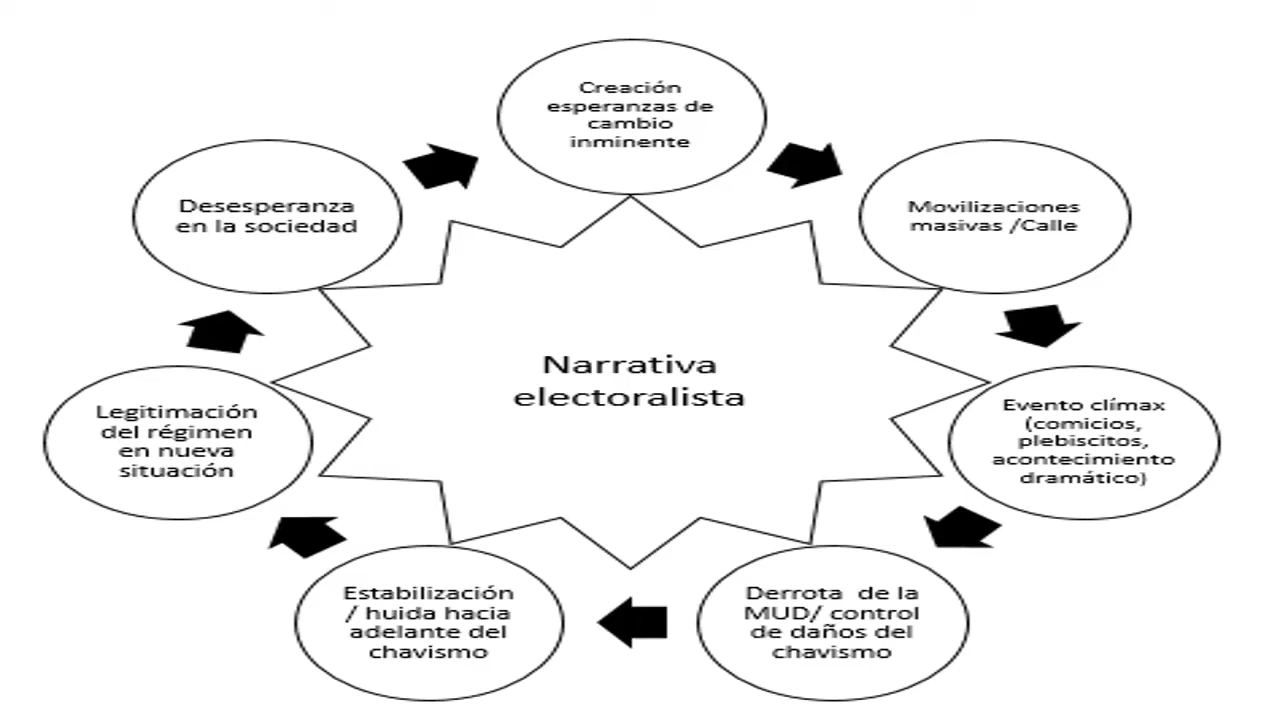 Creación
esperanzas de
cambio
inminente
Movilizaciones
masivas /Calle
Evento clímax
(comicios,
plebiscitos,
acontecimiento
dramático)
Derrota de la
MUD/ control
de daños del
chavismo
Estabilización
/ huida hacia
adelante del
chavismo
Legitimación
del régimen
en nueva
situación
Desesperanza
en la sociedad
Narrativa
electoralista